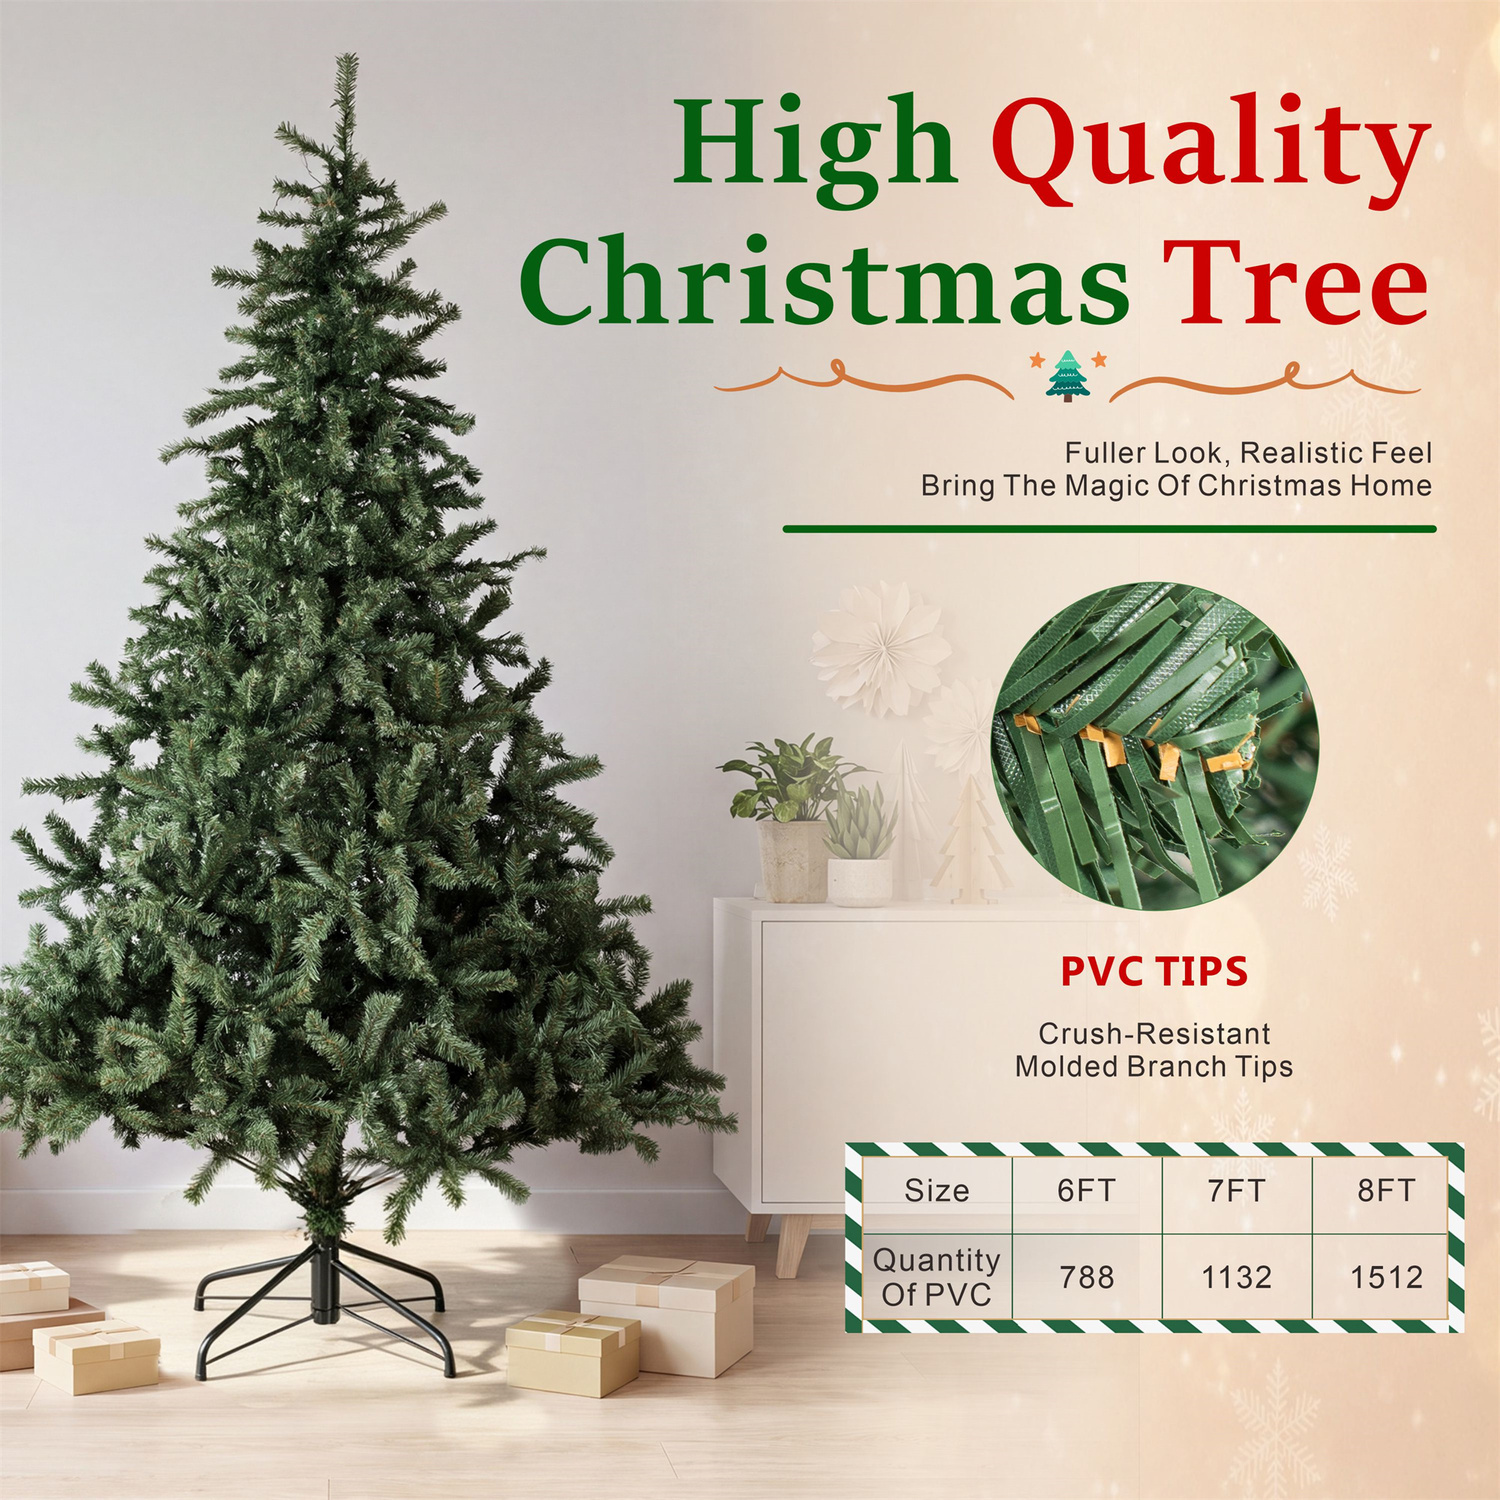 High Quality
Christmas Tree
Fuller Look, Realistic Feel
Bring The Magic Of Christmas Home
PVC TIPS
Crush-Resistant
Molded Branch Tips
Size 6FT 7FT 8FT
Quantity
Of PVC 788 1132 1512